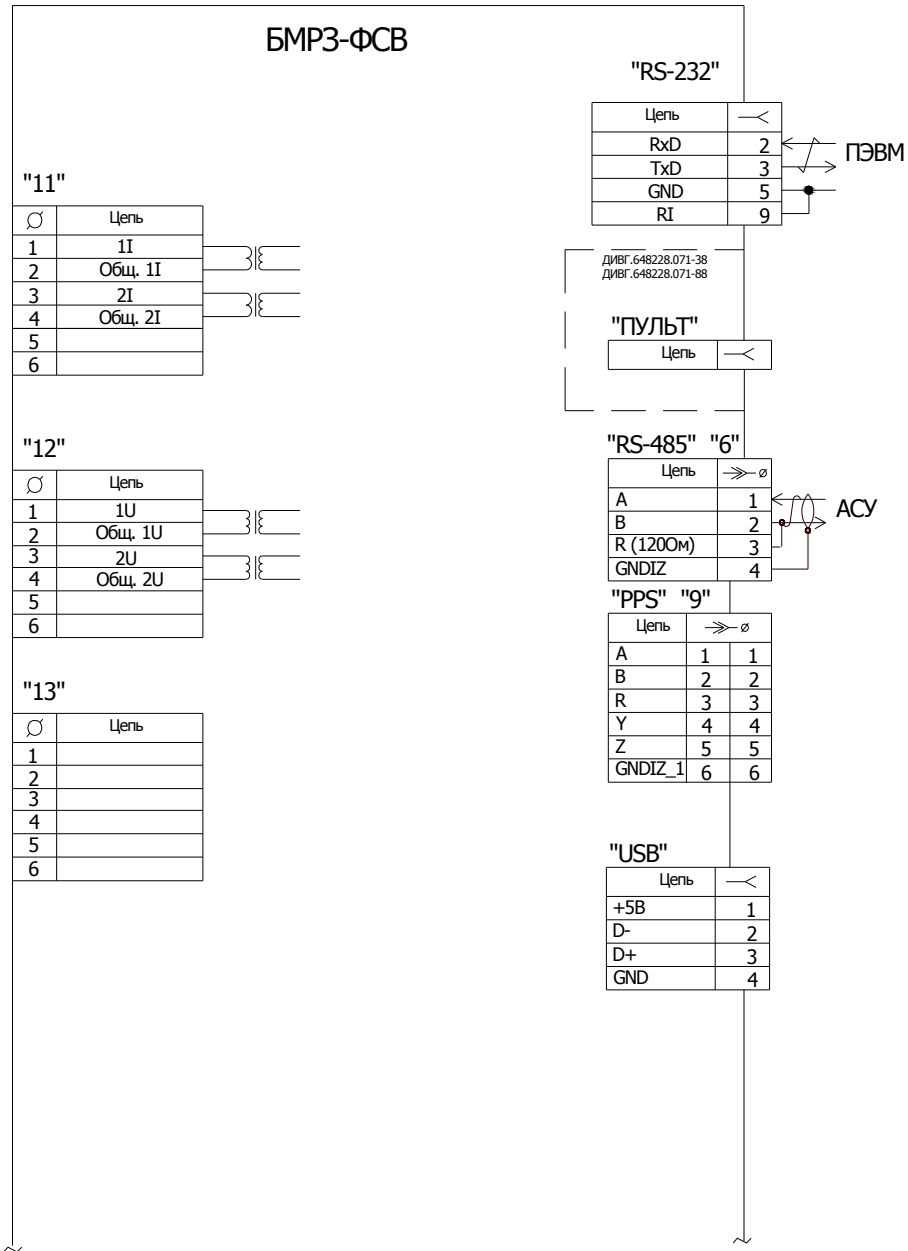 БМРЗ-ФСВ
"11"
Цепь
1 1I
2 Общ. 1I
3 2I
4 Общ. 2I
5
6
"12"
Цепь
1 1U
2 Общ. 1U
3 2U
4 Общ. 2U
5
6
"13"
Цепь
1
2
3
4
5
6
"RS-232"
Цепь
RxD 2
TxD 3
GND 5
RI 9
ПЭВМ
ДИВГ.648228.071-38
ДИВГ.648228.071-88
"ПУЛЬТ"
Цепь
"RS-485" "6"
Цепь
A 1
B 2
R (120Ом) 3
GNDIZ 4
АСУ
"PPS" "9"
Цепь
A 1 1
B 2 2
R 3 3
Y 4 4
Z 5 5
GNDIZ_1 6 6
"USB"
Цепь
+5В 1
D- 2
D+ 3
GND 4